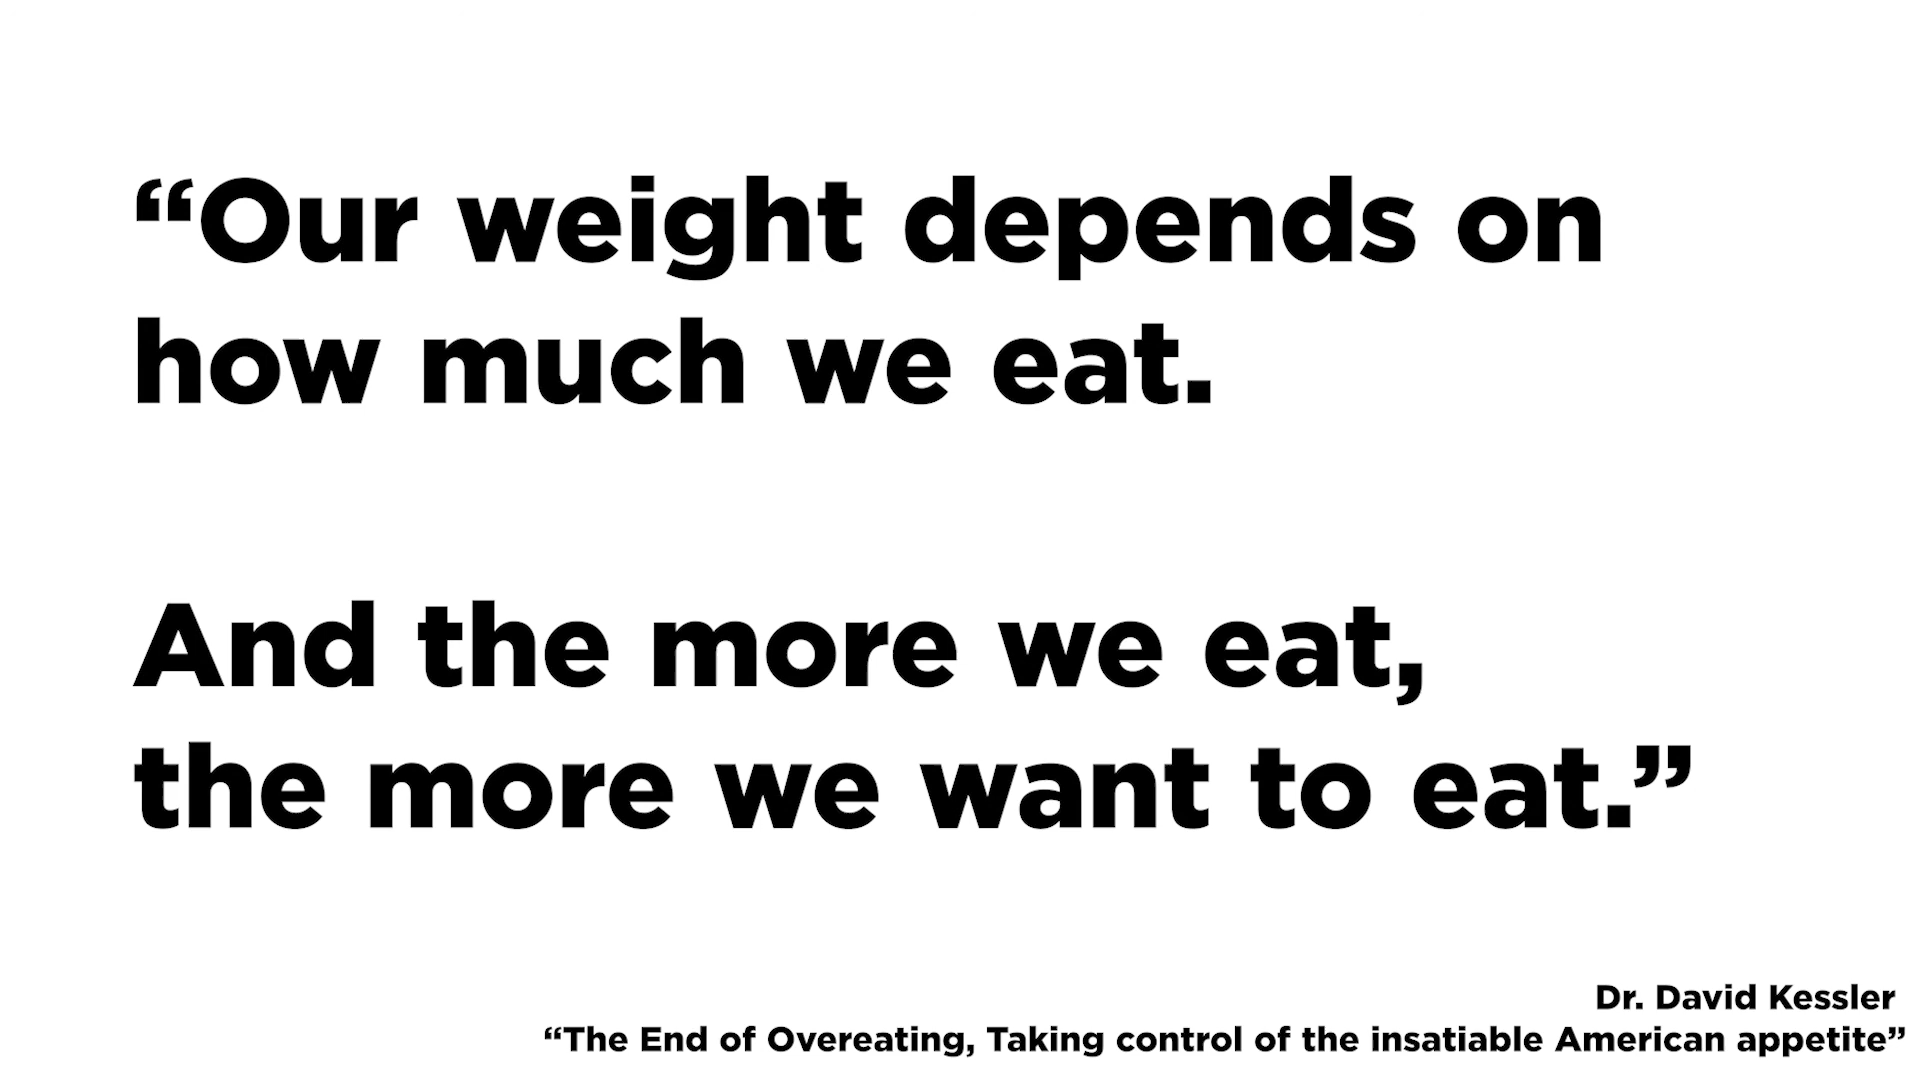 “Our weight depends on
how much we eat.
And the more we eat,
the more we want to eat.”
Dr. David Kessler
“The End of Overeating, Taking control of the insatiable American appetite”